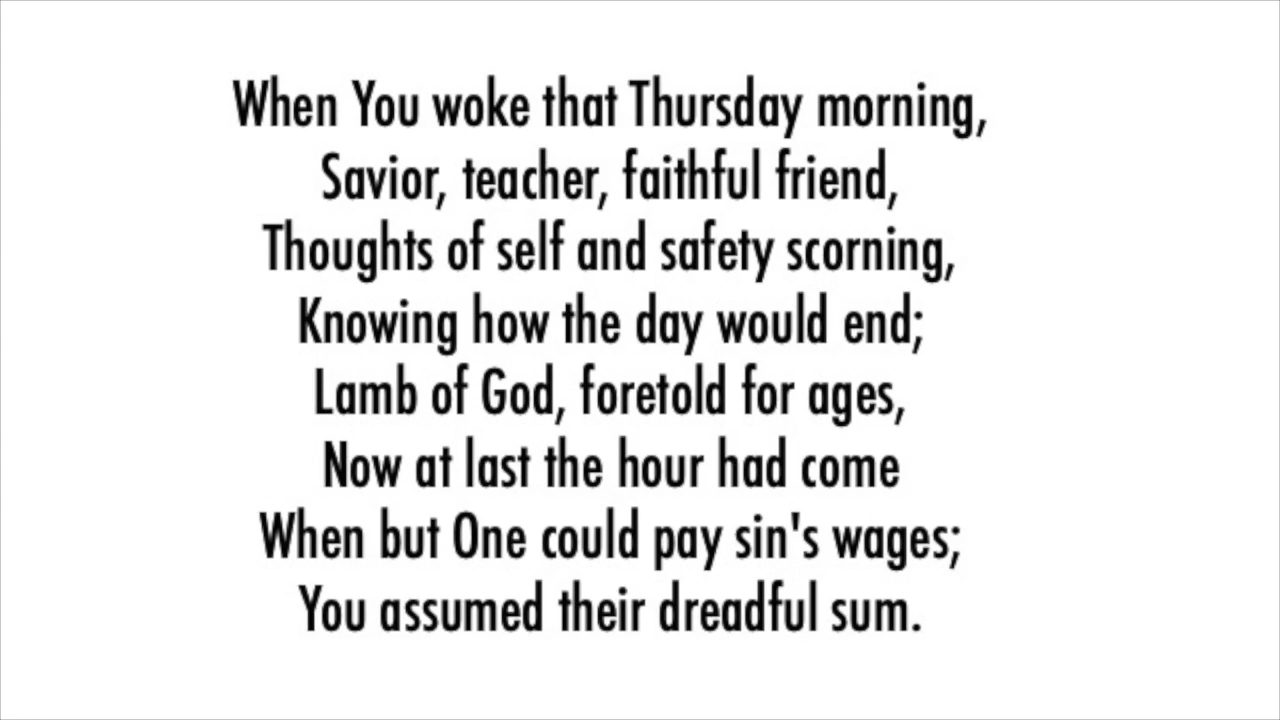 When You woke that Thursday morning,
Savior, teacher, faithful friend,
Thoughts of self and safety scorning,
Knowing how the day would end;
Lamb of God, foretold for ages,
Now at last the hour had come
When but One could pay sin's wages;
You assumed their dreadful sum.